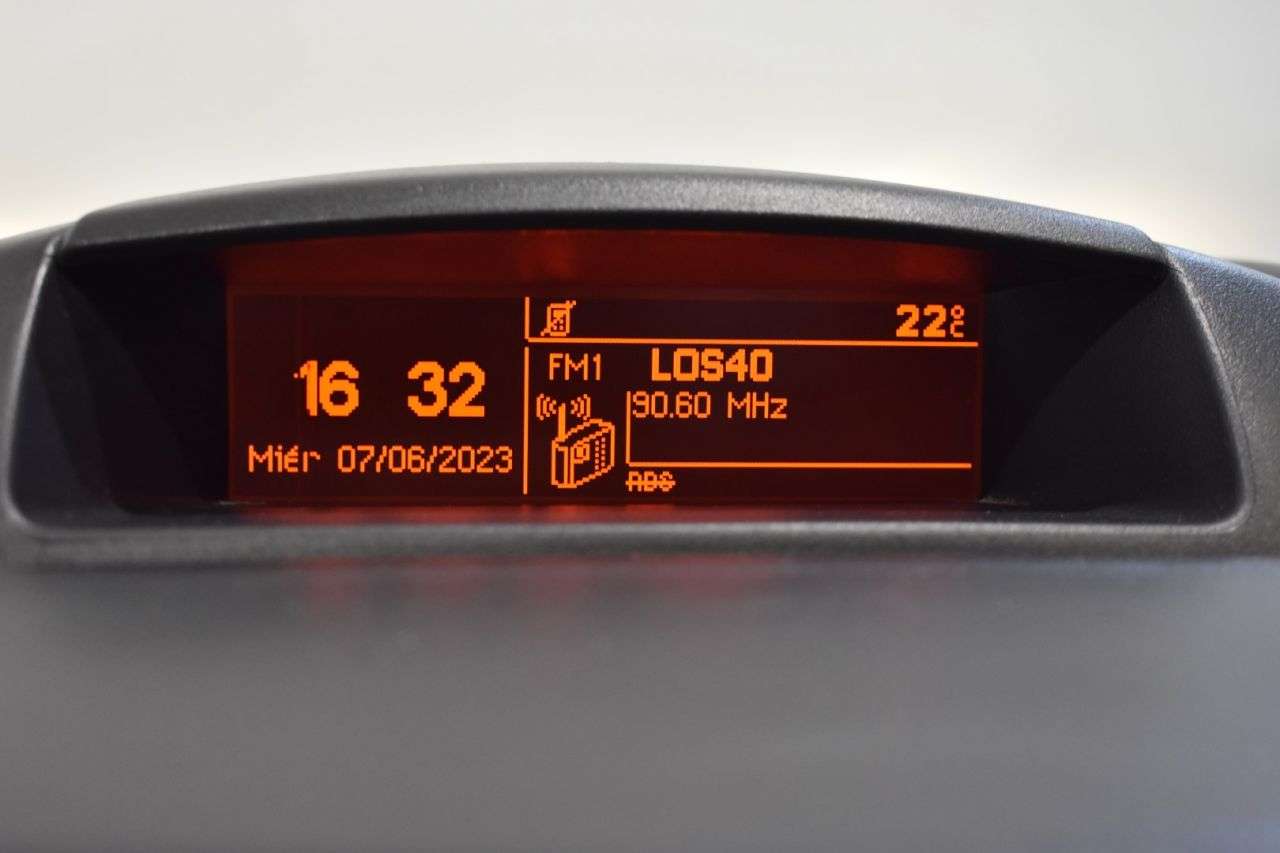 22°C
16 32
FM1 LOS40
90.60 MHz
Miér 07/06/2023
RDS